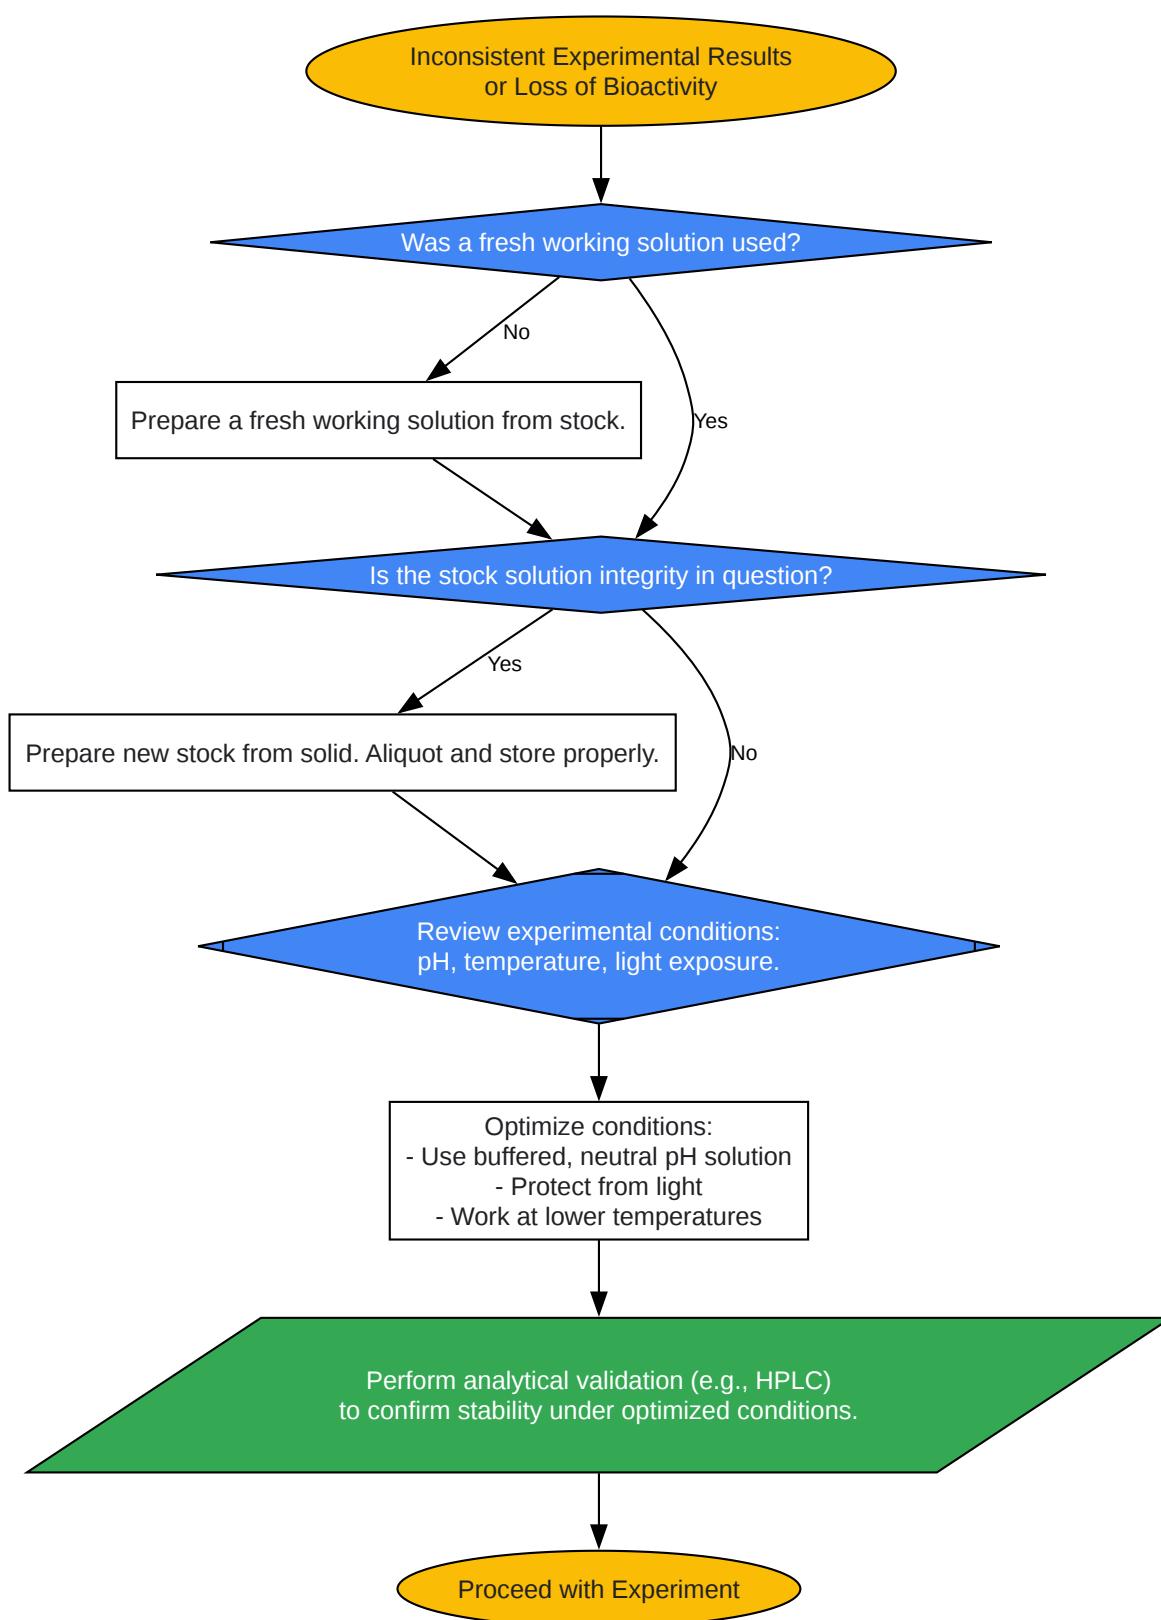 Inconsistent Experimental Results
or Loss of Bioactivity
Was a fresh working solution used?
No
Prepare a fresh working solution from stock.
Yes
Is the stock solution integrity in question?
Yes
Prepare new stock from solid. Aliquot and store properly.
No
Review experimental conditions:
pH, temperature, light exposure.
Optimize conditions:
- Use buffered, neutral pH solution
- Protect from light
- Work at lower temperatures
Perform analytical validation (e.g., HPLC)
to confirm stability under optimized conditions.
Proceed with Experiment